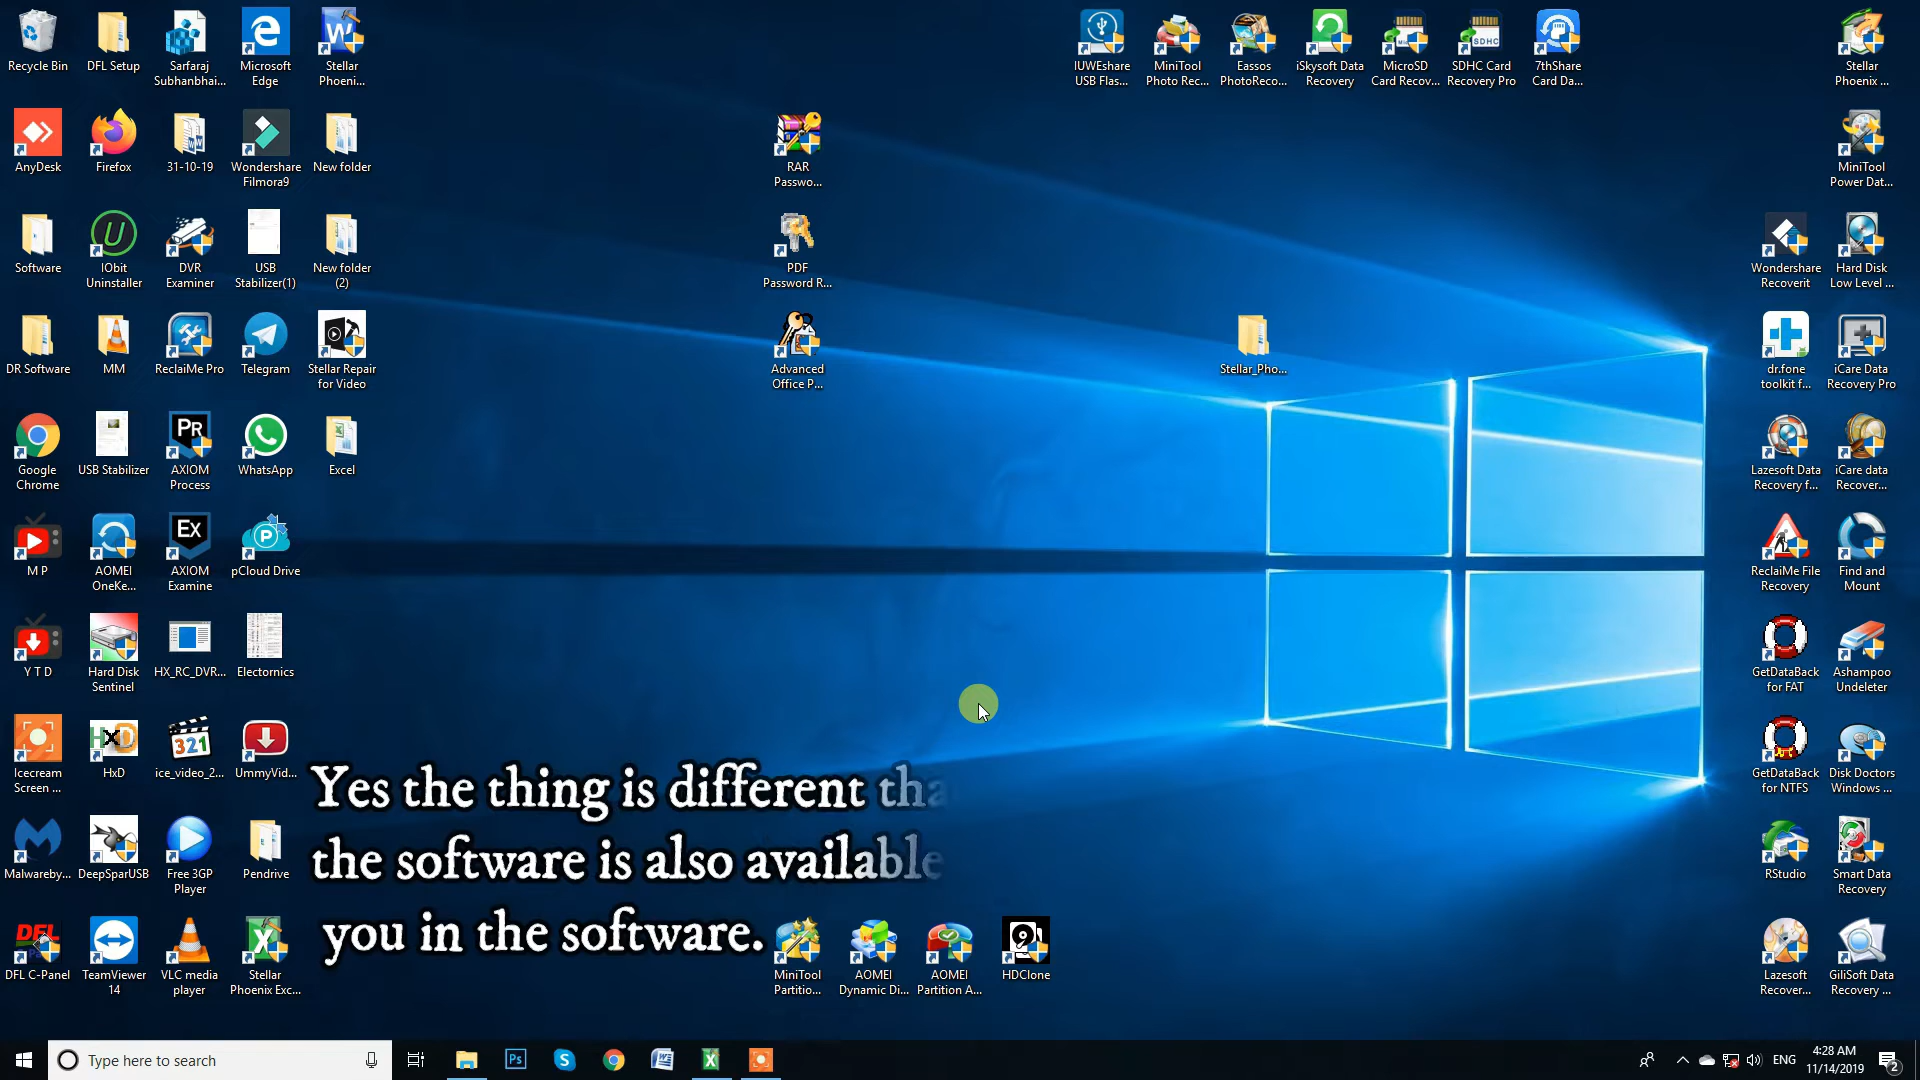 Recycle Bin
DFL Setup
Sarfaraj
Subhanbhai...
Microsoft
Edge
Stellar
Phoeni...
IUWEshare
USB Flas...
MiniTool
Photo Rec...
Eassos
PhotoReco...
iSkysoft Data
Recovery
MicroSD
Card Recov...
SDHC Card
Recovery Pro
7thShare
Card Da...
Stellar
Phoenix ...
AnyDesk
Firefox
31-10-19
Wondershare
Filmora9
New folder
RAR
Passwo...
MiniTool
Power Dat...
Software
IObit
Uninstaller
DVR
Examiner
USB
Stabilizer(1)
New folder
(2)
PDF
Password R...
Wondershare
Recoverit
Hard Disk
Low Level ...
DR Software
MM
ReclaiMe Pro
Telegram
Stellar Repair
for Video
Advanced
Office P...
Stellar_Pho...
dr.fone
toolkit f...
iCare Data
Recovery Pro
Google
Chrome
USB Stabilizer
AXIOM
Process
WhatsApp
Excel
Lazesoft Data
Recovery f...
iCare data
Recover...
M P
AOMEI
OneKe...
AXIOM
Examine
pCloud Drive
ReclaiMe File
Recovery
Find and
Mount
Y T D
Hard Disk
Sentinel
HX_RC_DVR...
Electornics
GetDataBack
for FAT
Ashampoo
Undeleter
Icecream
Screen ...
HxD
ice_video_2...
UmmyVid...
GetDataBack
for NTFS
Disk Doctors
Windows ...
Yes the thing is different tha
the software is also available
you in the software.
Malwareby...
DeepSparUSB
Free 3GP
Player
Pendrive
RStudio
Smart Data
Recovery
DFL C-Panel
TeamViewer
14
VLC media
player
Stellar
Phoenix Exc...
MiniTool
Partitio...
AOMEI
Dynamic Di...
AOMEI
Partition A...
HDClone
Lazesoft
Recover...
GiliSoft Data
Recovery ...
Type here to search
ENG
4:28 AM
11/14/2019
2